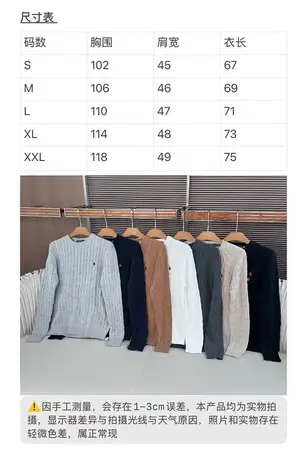 尺寸表
码数 胸围 肩宽 衣长
S 102 45 67
M 106 46 69
L 110 47 71
XL 114 48 73
XXL 118 49 75
⚠️因手工测量，会存在1-3cm误差，本产品均为实物拍
摄，显示器差异与拍摄光线与天气原因，照片和实物存在
轻微色差，属正常现